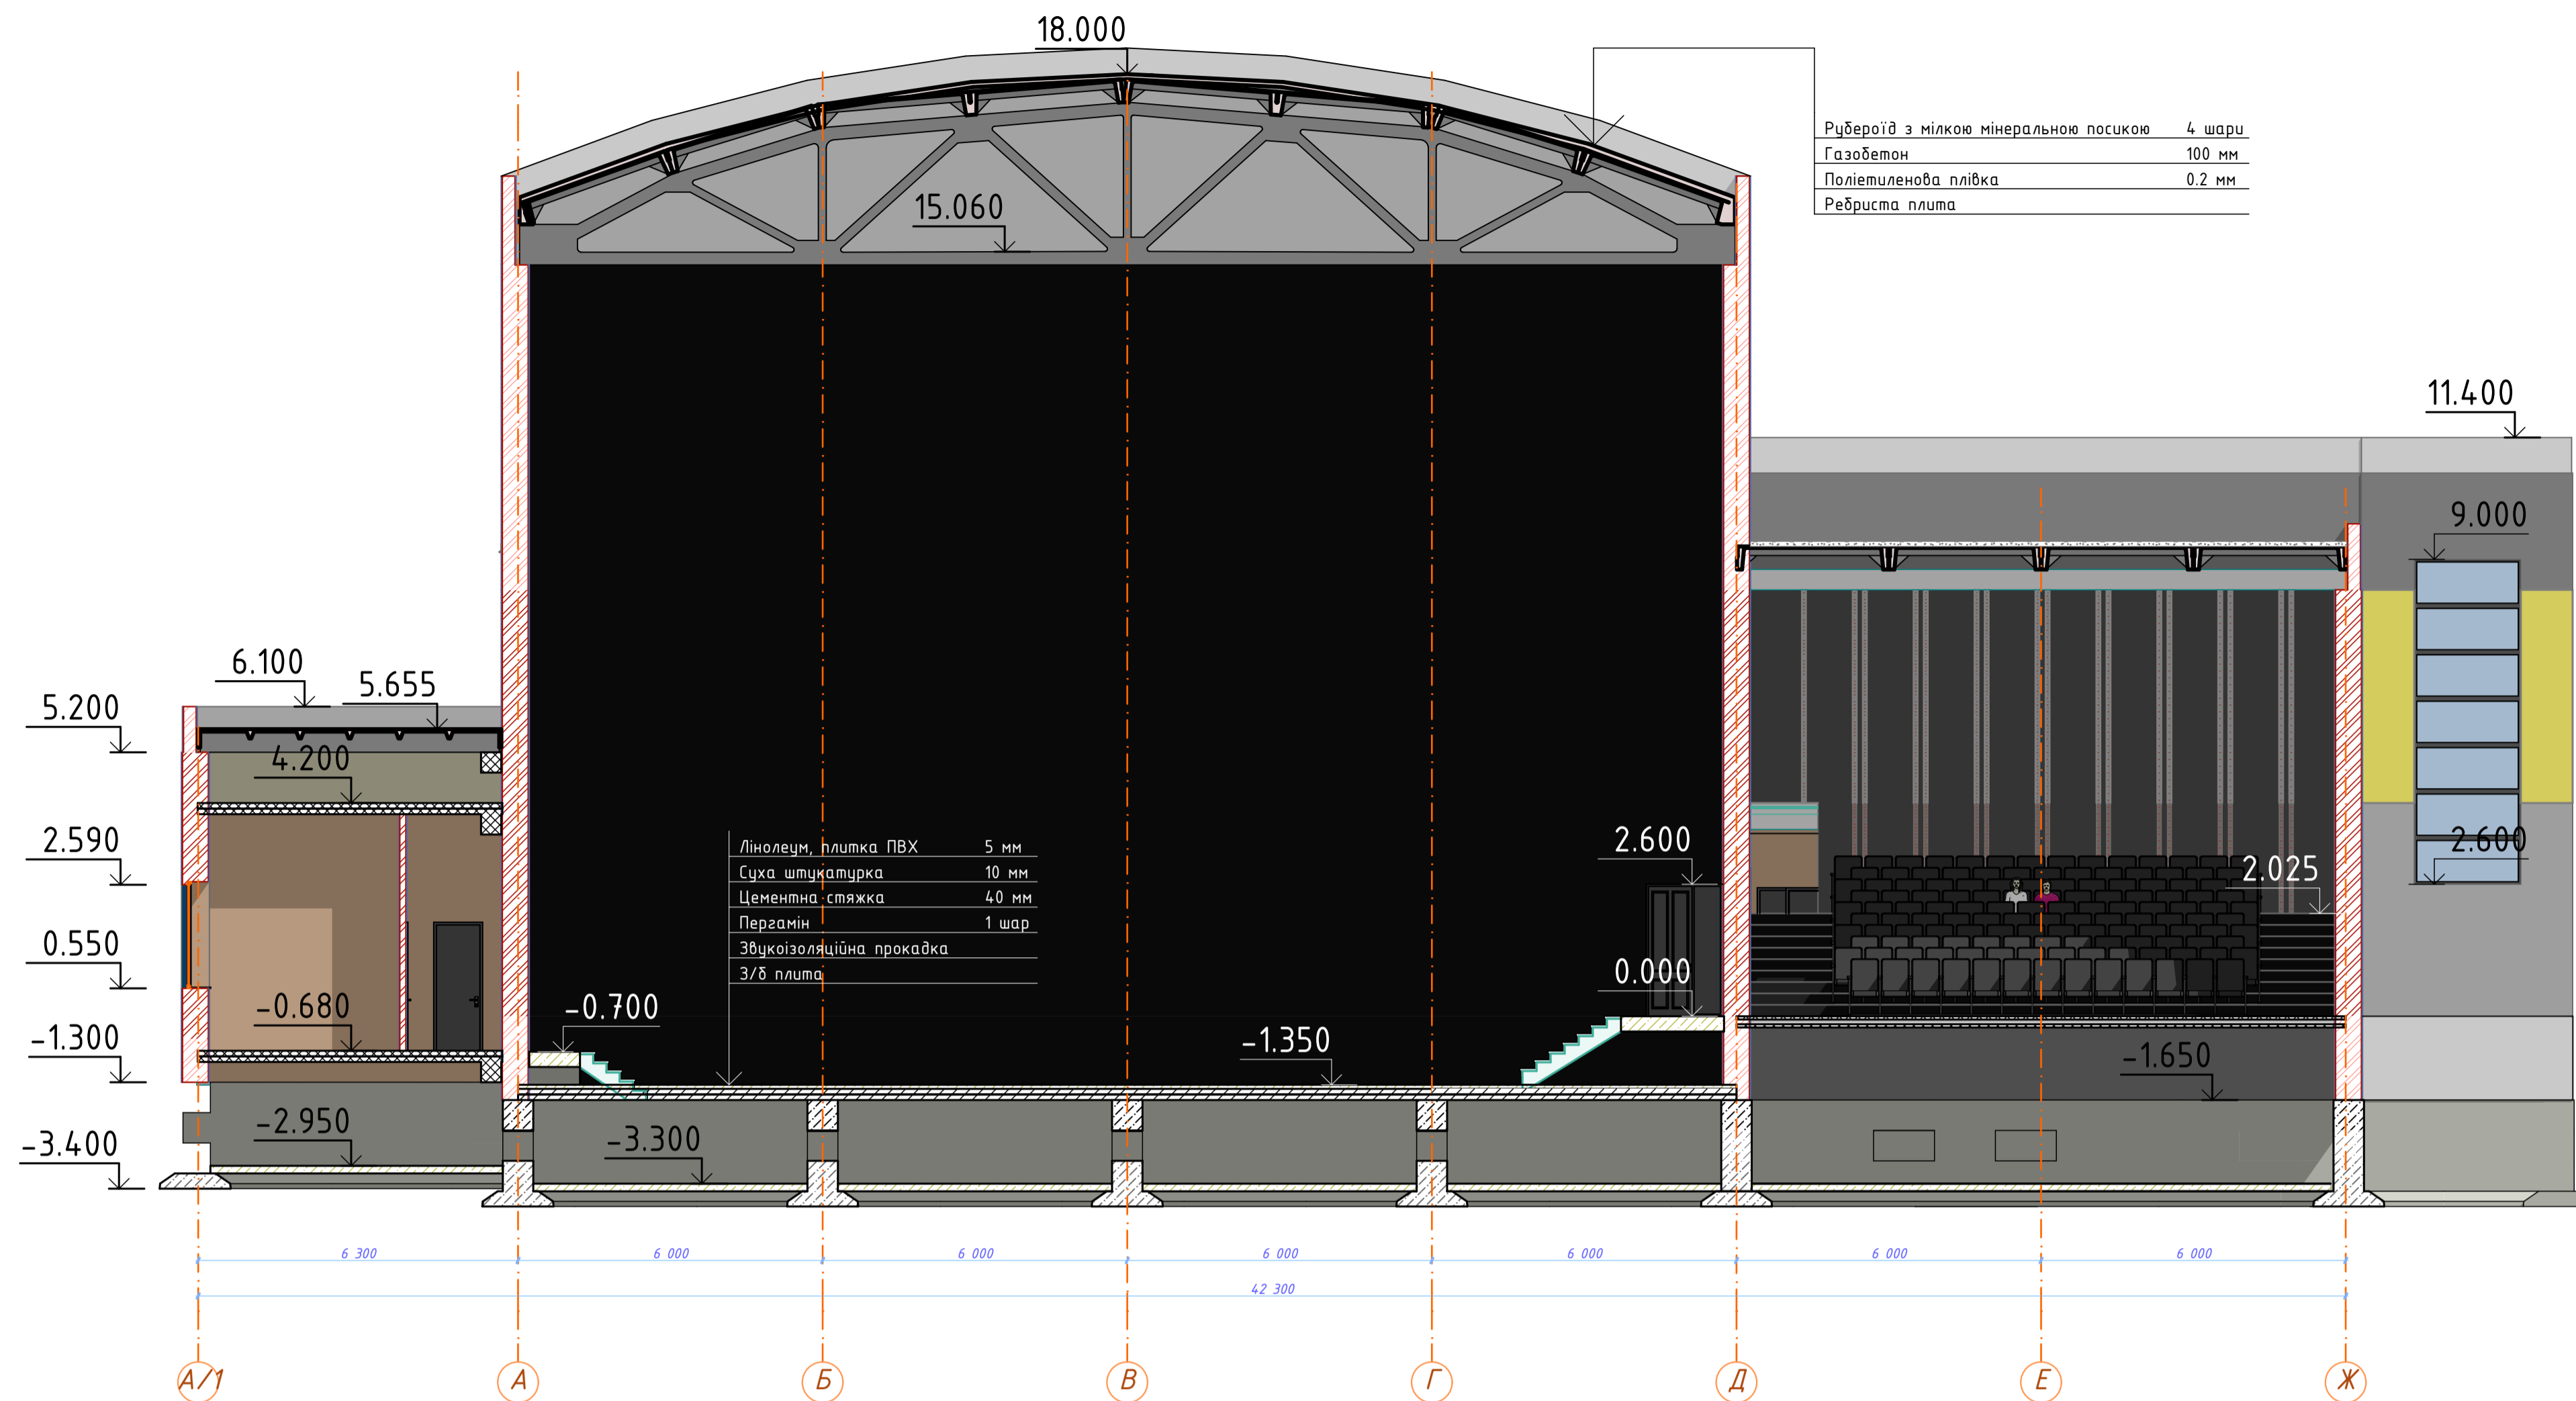 18.000
Рубероїд з мілкою мінеральною посикою 4 шари
Газобетон 100 мм
Поліетиленова плівка 0.2 мм
Ребриста плита
15.060
11.400
9.000
6.100
5.655
5.200
4.200
2.590
2.600
2.600
2.025
Лінолеум, плитка ПВХ 5 мм
Суха штукатурка 10 мм
Цементна стяжка 40 мм
Пергамін 1 шар
Звукоізоляційна прокадка
З/б плита
0.550
0.000
-0.680
-0.700
-1.300
-1.350
-1.650
-2.950
-3.400
-3.300
6 300 6 000 6 000 6 000 6 000 6 000 6 000
42 300
А/1 А Б В Г Д Е Ж